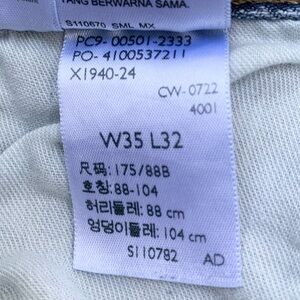 YANG BERWARNA SAMA.
S110670 SML MX
PC9- 00501-2333
PO- 4100537211
X1940-24
CW-0722
4001
W35 L32
尺码: 175/88B
호칭: 88-104
허리둘레: 88 cm
엉덩이둘레: 104 cm
S110782 AD